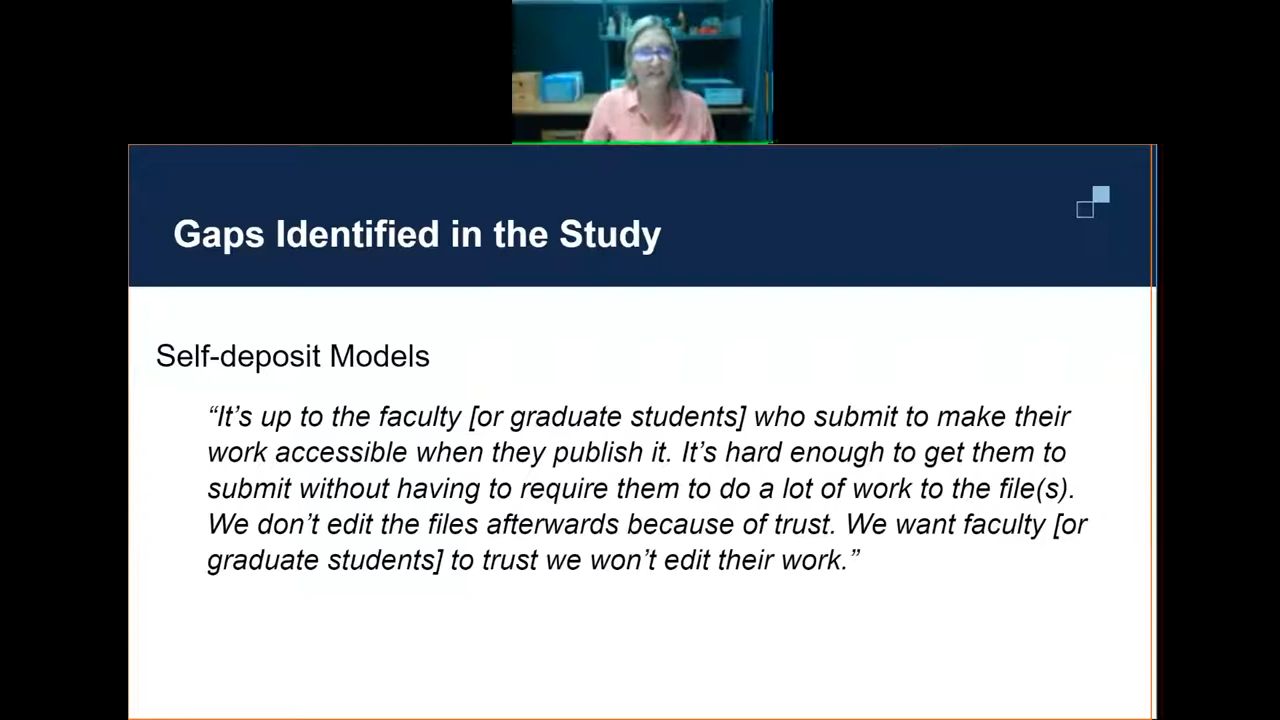 Gaps Identified in the Study
Self-deposit Models
“It’s up to the faculty [or graduate students] who submit to make their
work accessible when they publish it. It’s hard enough to get them to
submit without having to require them to do a lot of work to the file(s).
We don’t edit the files afterwards because of trust. We want faculty [or
graduate students] to trust we won’t edit their work.”